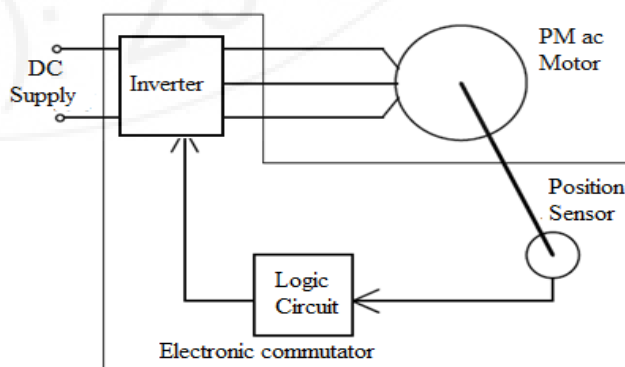 PM ac
Motor
DC
Supply
Inverter
Position
Sensor
Logic
Circuit
Electronic commutator